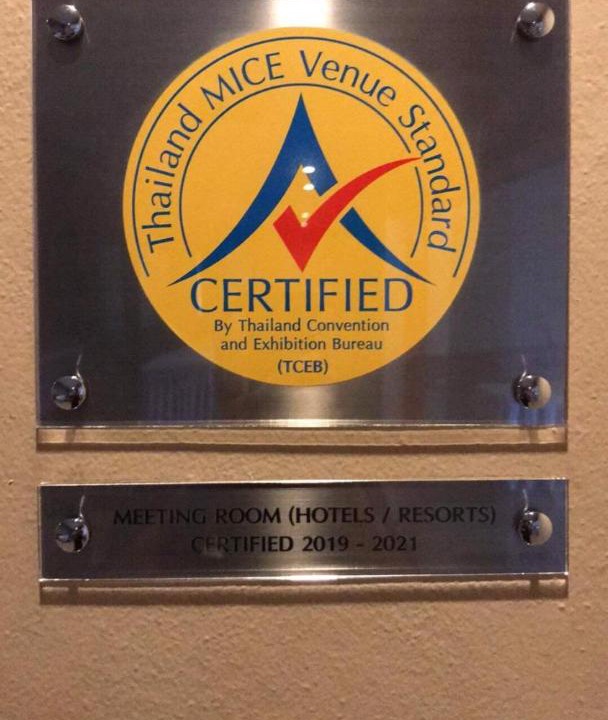 Thailand MICE Venue Standard
CERTIFIED
By Thailand Convention
and Exhibition Bureau
(TCEB)
MEETING ROOM (HOTELS / RESORTS)
CERTIFIED 2019 - 2021